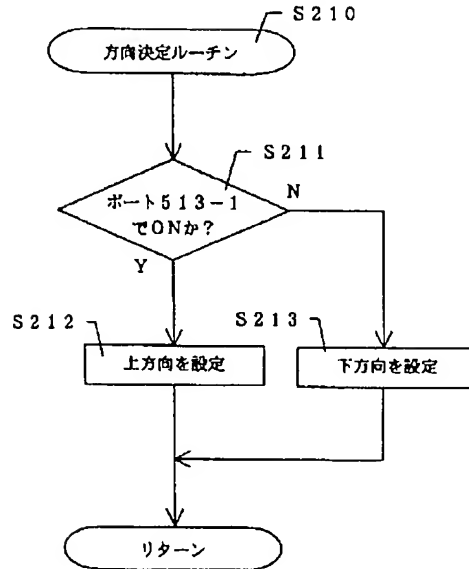 S210
方向決定ルーチン
S211
ポート513-1
でONか?
N
Y
S212
上方向を設定
S213
下方向を設定
リターン